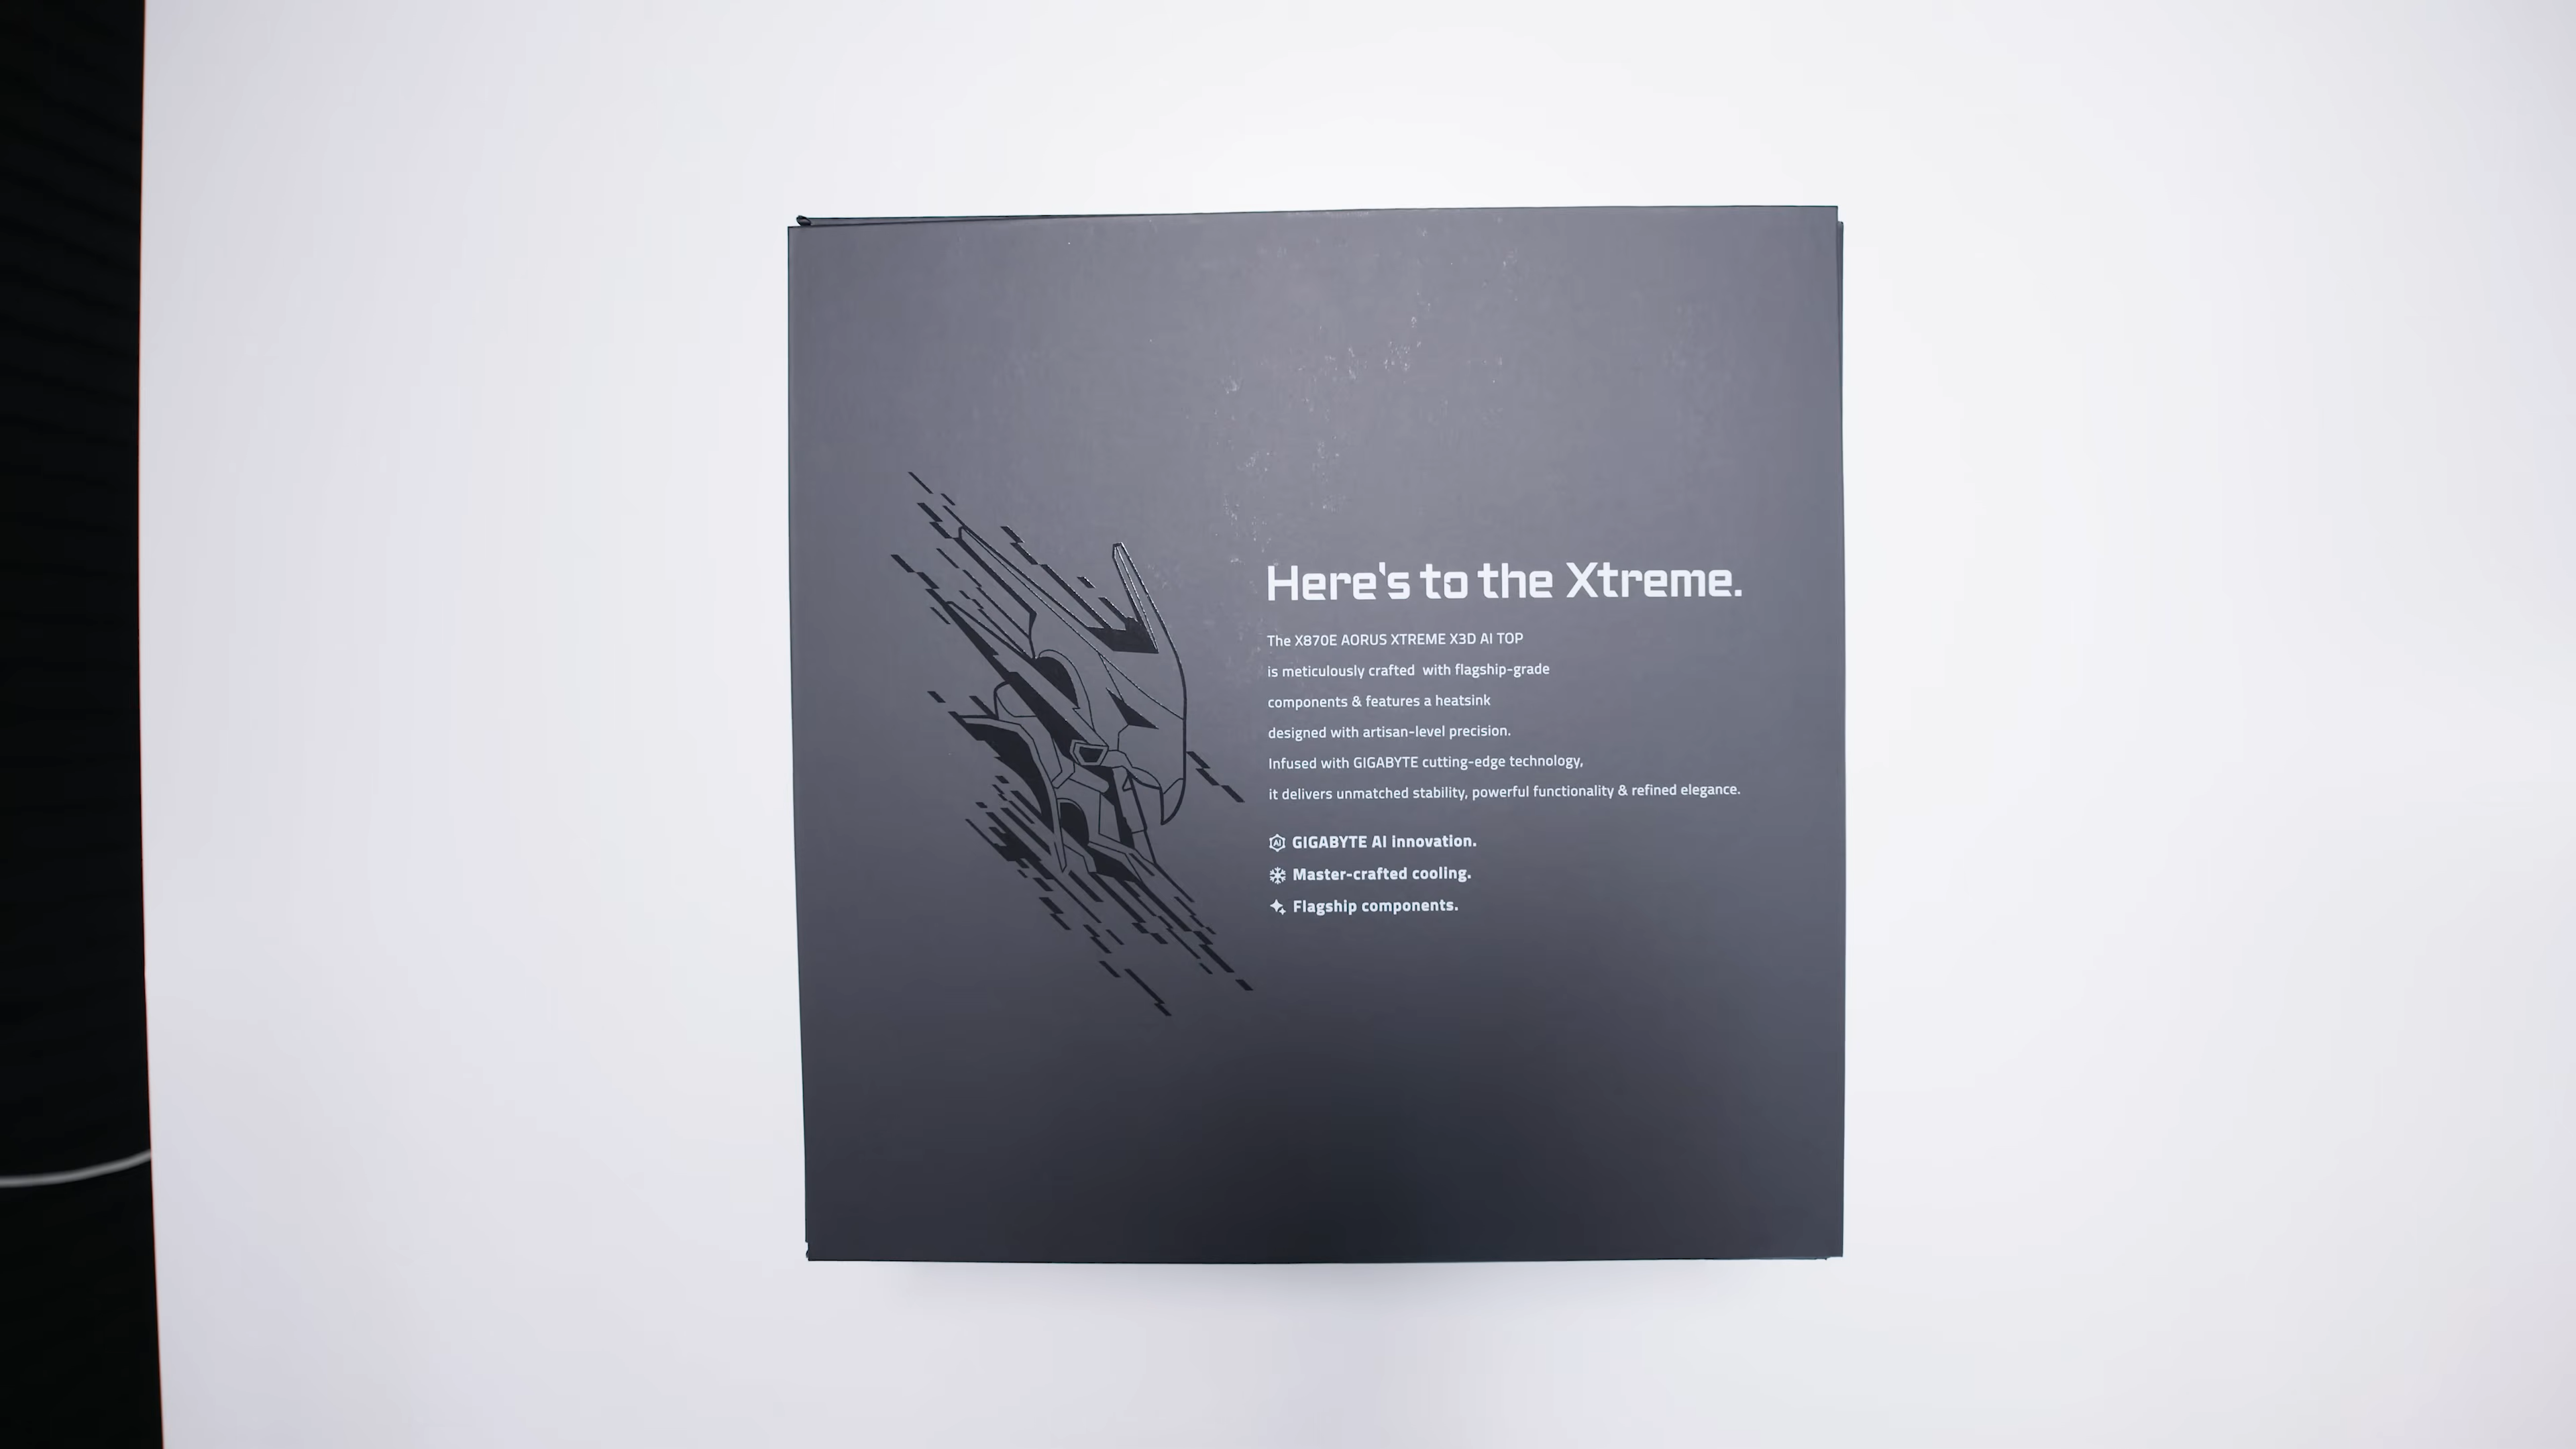 Here's to the Xtreme.
The X870E AORUS XTREME X3D AI TOP
is meticulously crafted with flagship-grade
components & features a heatsink
designed with artisan-level precision.
Infused with GIGABYTE cutting-edge technology,
it delivers unmatched stability, powerful functionality & refined elegance.
AI GIGABYTE AI innovation.
Master-crafted cooling.
Flagship components.